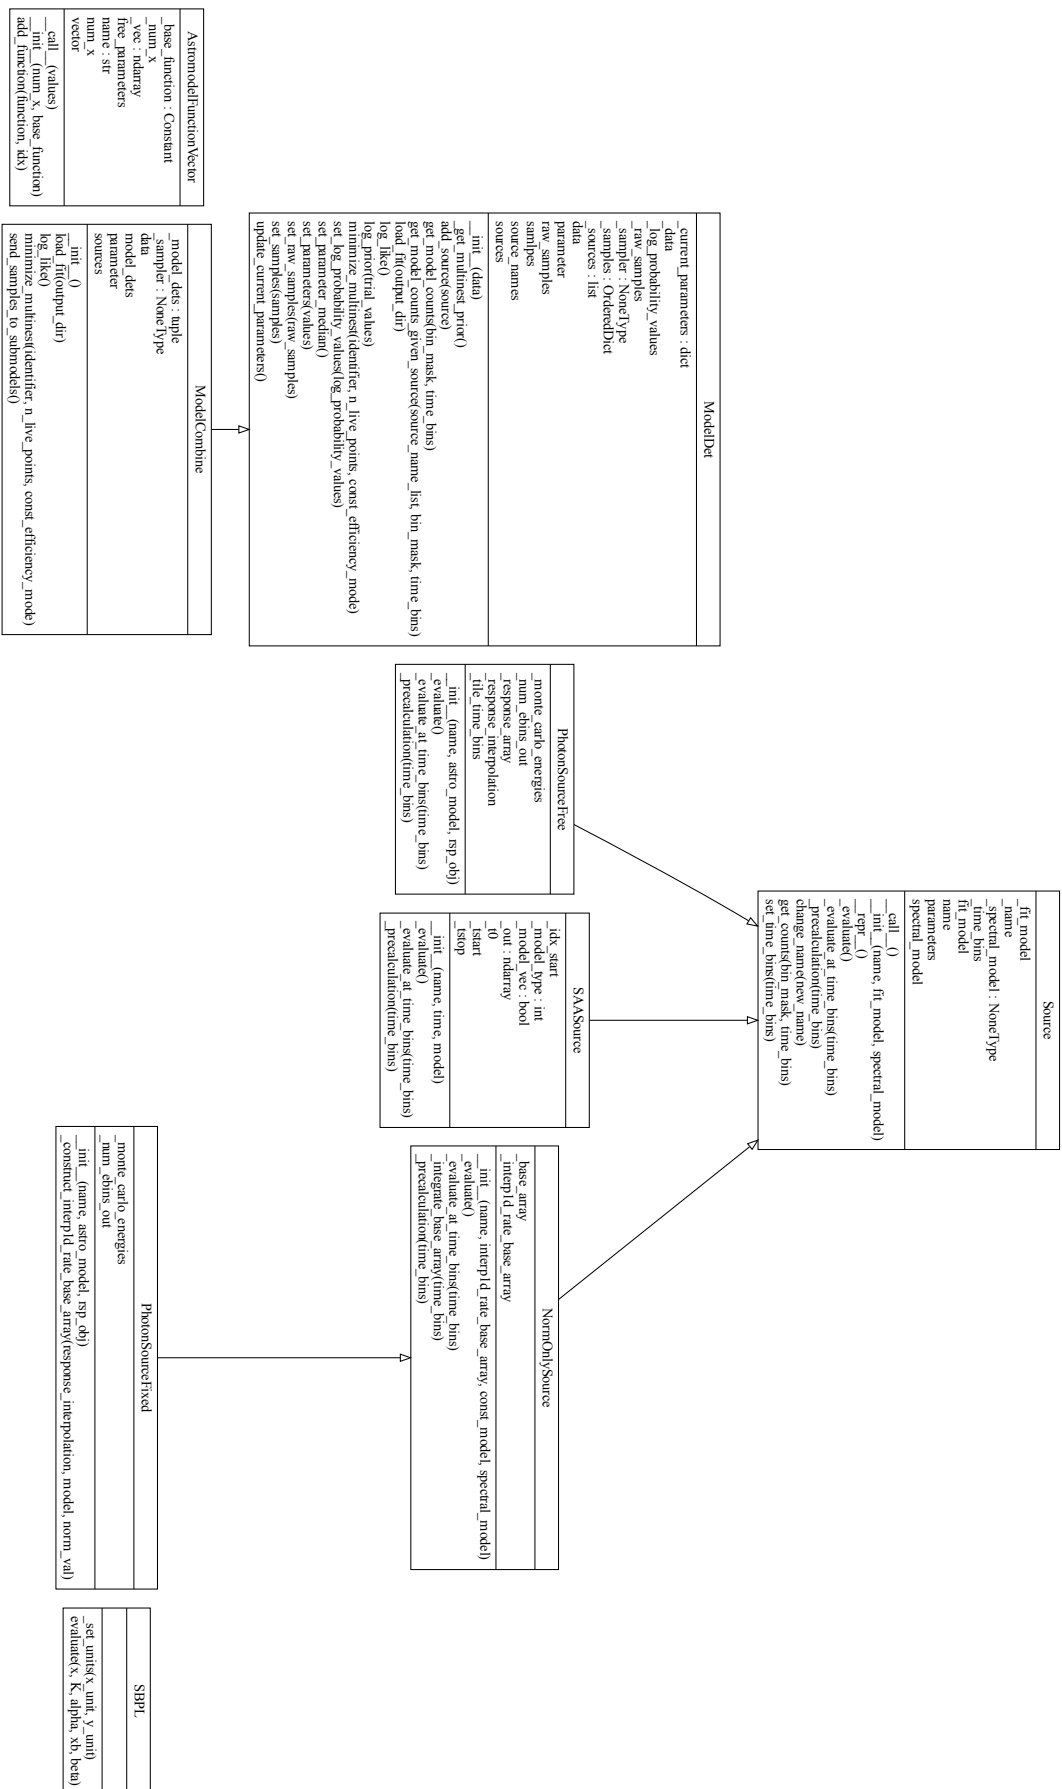 AstromodelFunctionVector
_base_function : Constant
_num_x
_vec : ndarray
free_parameters
name : str
num_x
vector
__call__(values)
__init__(num_x, base_function)
add_function(function, idx)
ModelCombine
_model_dets : tuple
_sampler : NoneType
data
model_dets
parameter
sources
__init__()
load_fit(output_dir)
log_like()
minimize_multinest(identifier, n_live_points, const_efficiency_mode)
send_samples_to_submodels()
ModelDet
_current_parameters : dict
_data
_log_probability_values
_raw_samples
_sampler : NoneType
_samples : OrderedDict
_sources : list
data
parameter
raw_samples
samlpes
source_names
sources
__init__(data)
_get_multinest_prior()
add_source(source)
get_model_counts(bin_mask, time_bins)
get_model_counts_given_source(source_name_list, bin_mask, time_bins)
load_fit(output_dir)
log_like()
log_prior(trial_values)
minimize_multinest(identifier, n_live_points, const_efficiency_mode)
set_log_probability_values(log_probability_values)
set_parameter_median()
set_parameters(values)
set_raw_samples(raw_samples)
set_samples(samples)
update_current_parameters()
PhotonSourceFree
_monte_carlo_energies
_num_ebins_out
_response_array
_response_interpolation
_tile_time_bins
__init__(name, astro_model, rsp_obj)
_evaluate()
_evaluate_at_time_bins(time_bins)
_precalculation(time_bins)
Source
_fit_model
_name
_spectral_model : NoneType
_time_bins
fit_model
name
parameters
spectral_model
__call__()
__init__(name, fit_model, spectral_model)
__repr__()
_evaluate()
_evaluate_at_time_bins(time_bins)
_precalculation(time_bins)
change_name(new_name)
get_counts(bin_mask, time_bins)
set_time_bins(time_bins)
SAASource
_idx_start
_model_type : int
_model_vec : bool
_out : ndarray
_t0
_tstart
_tstop
__init__(name, time, model)
_evaluate()
_evaluate_at_time_bins(time_bins)
_precalculation(time_bins)
NormOnlySource
_base_array
_interp1d_rate_base_array
__init__(name, interp1d_rate_base_array, const_model, spectral_model)
_evaluate()
_evaluate_at_time_bins(time_bins)
_integrate_base_array(time_bins)
_precalculation(time_bins)
PhotonSourceFixed
_monte_carlo_energies
_num_ebins_out
__init__(name, astro_model, rsp_obj)
_construct_interp1d_rate_base_array(response_interpolation, model, norm_val)
SBPL
_set_units(x_unit, y_unit)
evaluate(x, K, alpha, xb, beta)